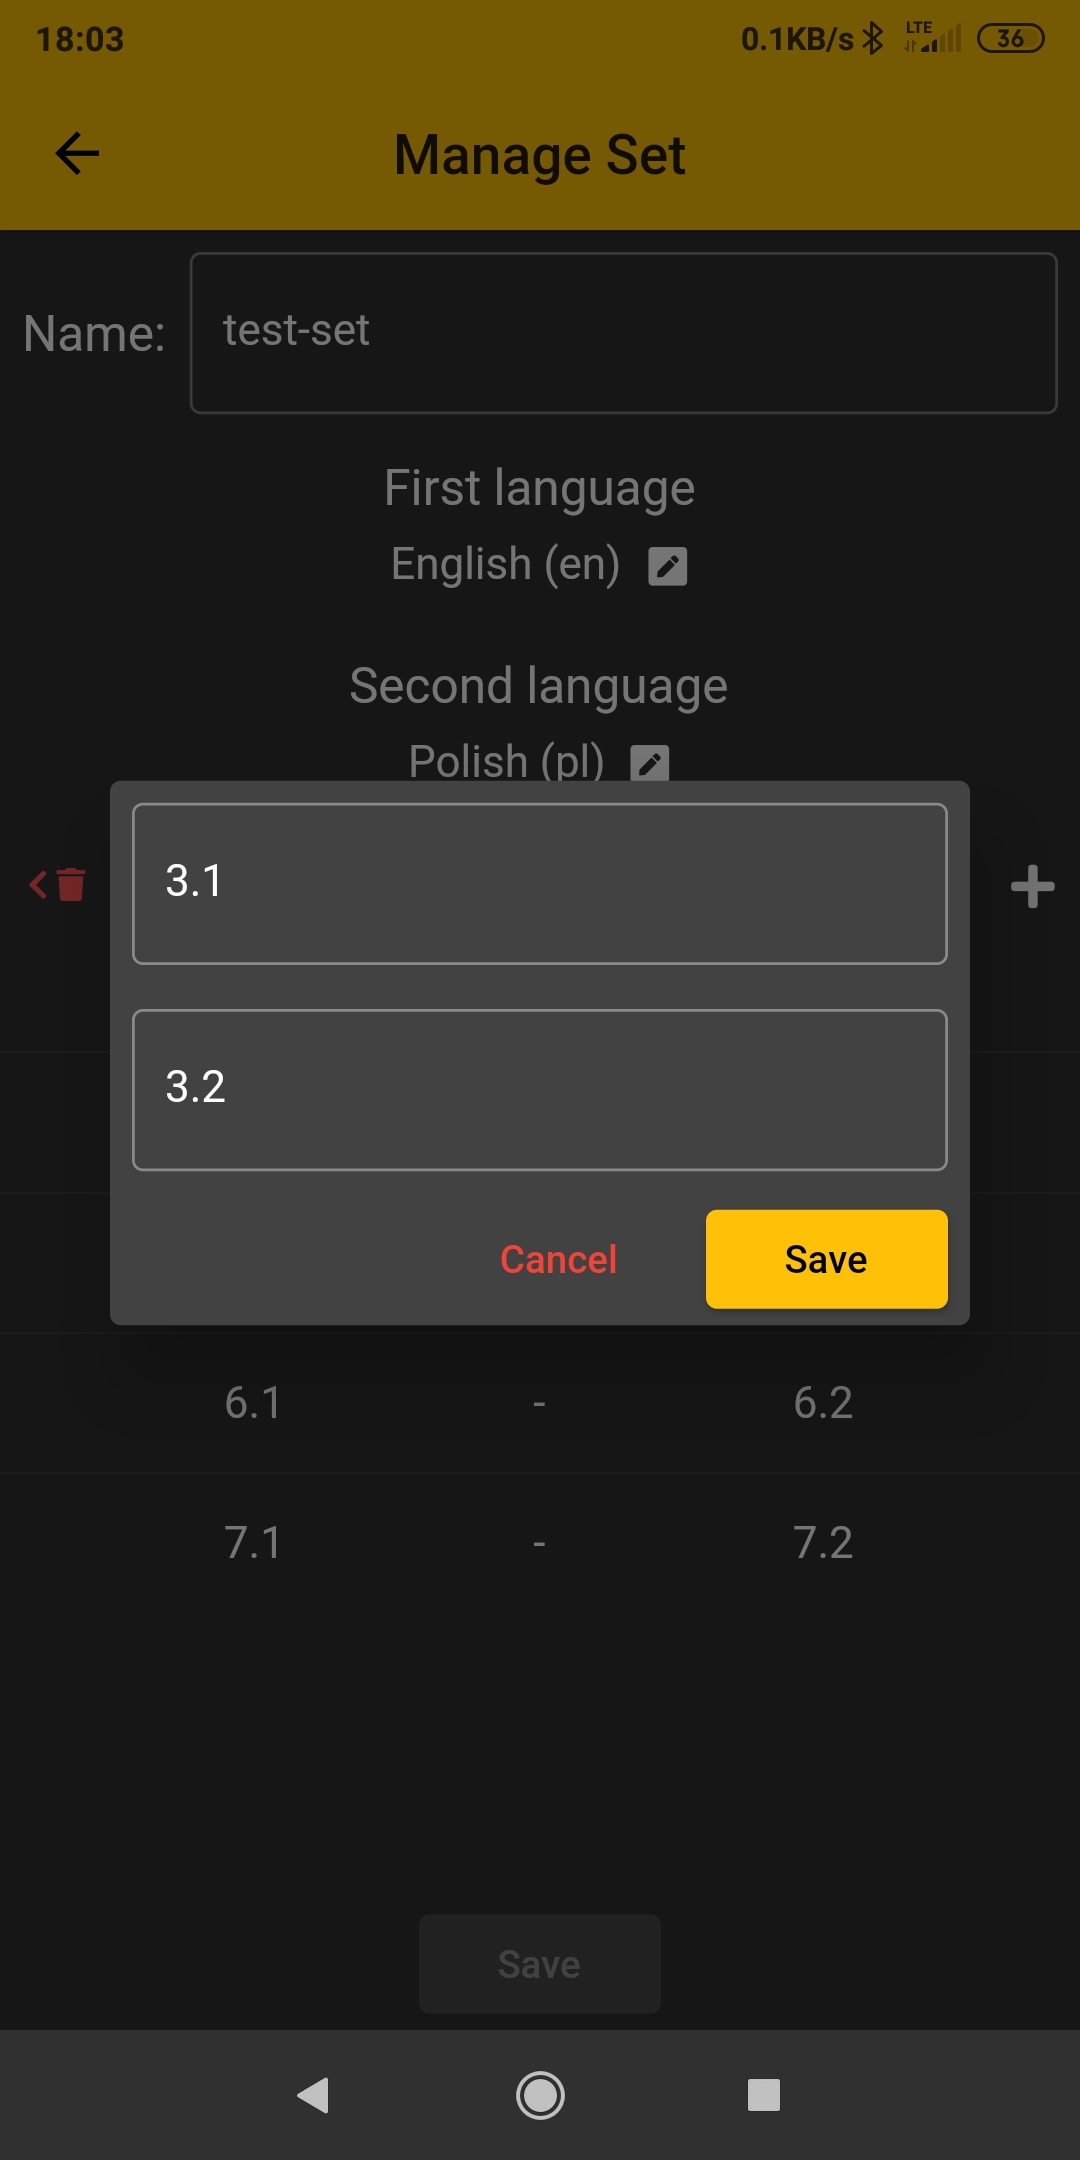 18:03 0.1KB/s LTE 36
Manage Set
Name: test-set
First language
English (en)
Second language
Polish (pl)
3.1
3.2
Cancel Save
6.1 - 6.2
7.1 - 7.2
Save